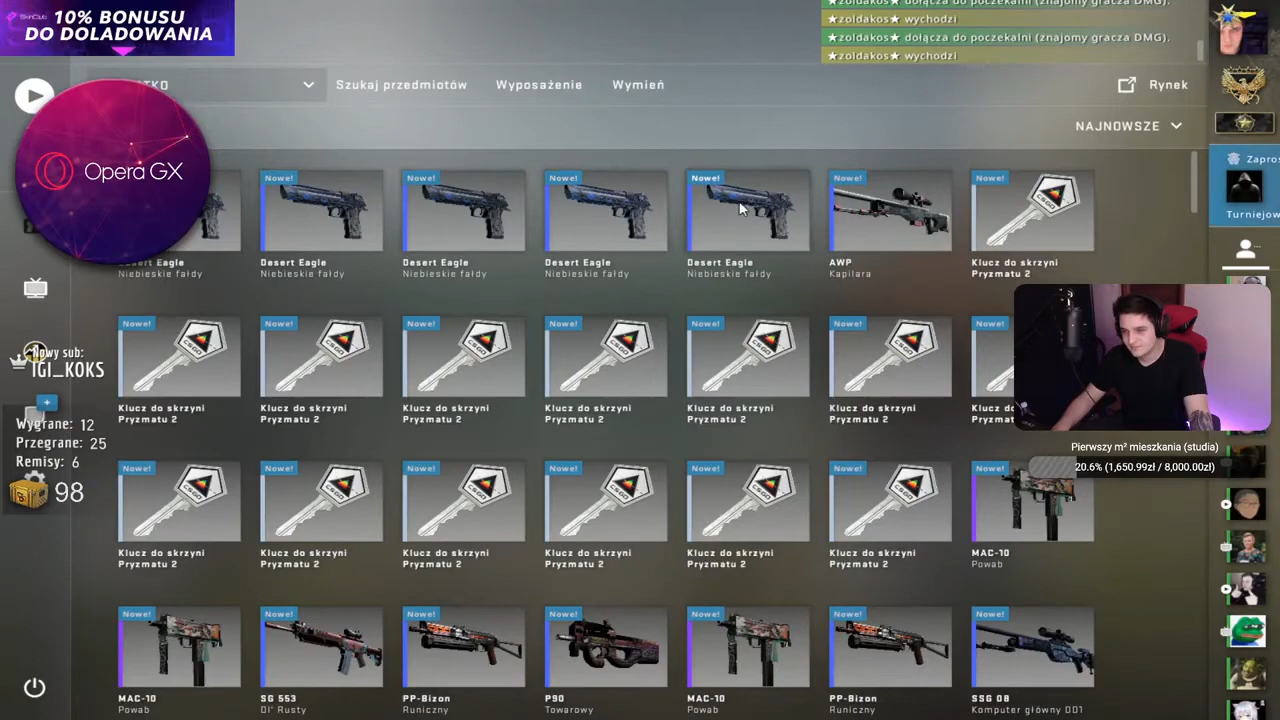 SkinClub
10% BONUSU
DO DOŁADOWANIA
★zoldakos★ dołącza do poczekalni (znajomy gracza DMG).
★zoldakos★ wychodzi
★zoldakos★ dołącza do poczekalni (znajomy gracza DMG).
★zoldakos★ wychodzi
Szukaj przedmiotów
Wyposażenie
Wymień
Rynek
NAJNOWSZE
Opera GX
Nowe! Nowe! Nowe! Nowe! Nowe!
Desert Eagle Desert Eagle Desert Eagle Desert Eagle AWP Klucz do skrzyni
Niebieskie fałdy Niebieskie fałdy Niebieskie fałdy Niebieskie fałdy Niebieskie fałdy Kapilara Pryzmatu 2
Zapros
Turniejow
Nowe! Nowe! Nowe! Nowe! Nowe! Nowe! Nowe!
Klucz do skrzyni Klucz do skrzyni Klucz do skrzyni Klucz do skrzyni Klucz do skrzyni Klucz do skrzyni
Pryzmatu 2 Pryzmatu 2 Pryzmatu 2 Pryzmatu 2 Pryzmatu 2 Pryzmatu 2
Nowy sub:
IGI_KOKS
Wygrane: 12
Przegrane: 25
Remisy: 6
98
Pierwszy m² mieszkania (studia)
20.6% (1,650.99zł / 8,000.00zł)
Nowe! Nowe! Nowe! Nowe! Nowe! Nowe! Nowe!
Klucz do skrzyni Klucz do skrzyni Klucz do skrzyni Klucz do skrzyni Klucz do skrzyni Klucz do skrzyni MAC-10
Pryzmatu 2 Pryzmatu 2 Pryzmatu 2 Pryzmatu 2 Pryzmatu 2 Pryzmatu 2 Powab
Nowe! Nowe! Nowe! Nowe! Nowe! Nowe! Nowe!
MAC-10 SG 553 PP-Bizon P90 MAC-10 PP-Bizon SSG 08
Powab Ol' Rusty Runiczny Towarowy Powab Runiczny Komputer główny 001